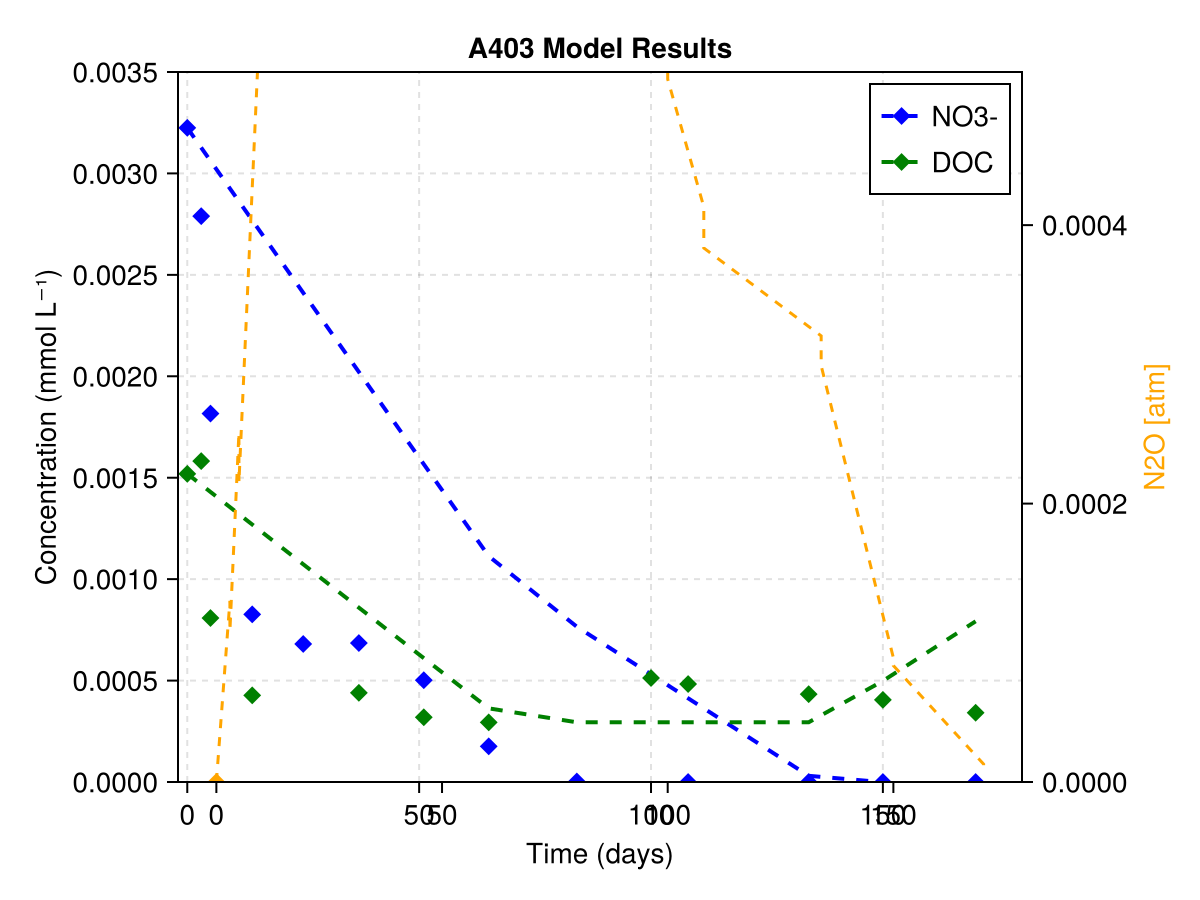 A403 Model Results
0.0035
0.0030
0.0025
0.0020
0.0015
0.0010
0.0005
0.0000
Concentration (mmol L⁻¹)
NO3-
DOC
0.0004
0.0002
0.0000
N2O [atm]
0 0 50 50 100 100 150 150
Time (days)